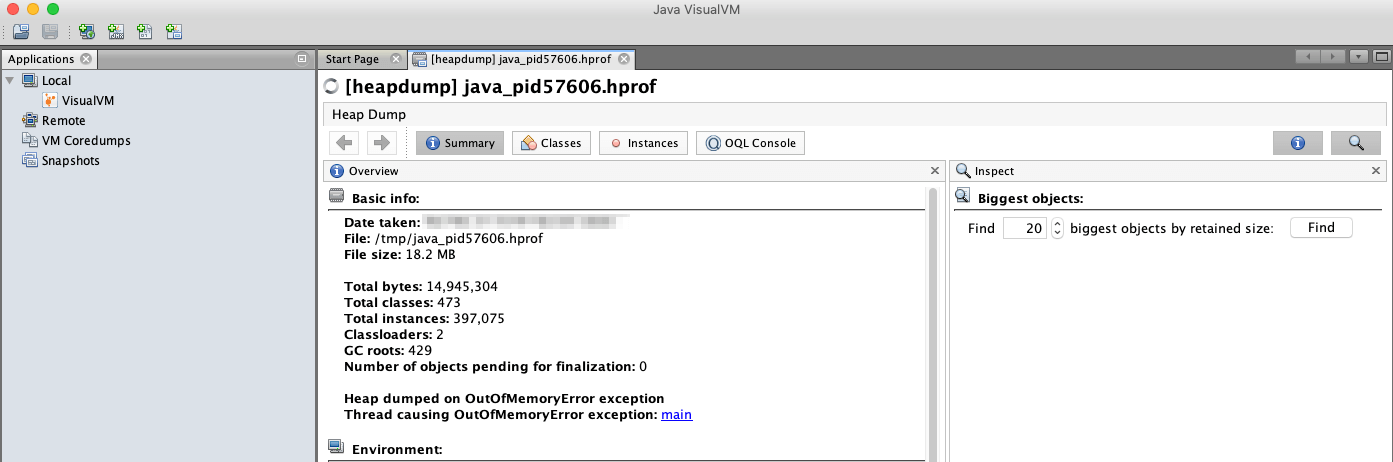 Java VisualVM
Applications
Local
VisualVM
Remote
VM Coredumps
Snapshots
Start Page
[heapdump] java_pid57606.hprof
[heapdump] java_pid57606.hprof
Heap Dump
Summary
Classes
Instances
OQL Console
Overview
Basic info:
Date taken:
File: /tmp/java_pid57606.hprof
File size: 18.2 MB
Total bytes: 14,945,304
Total classes: 473
Total instances: 397,075
Classloaders: 2
GC roots: 429
Number of objects pending for finalization: 0
Heap dumped on OutOfMemoryError exception
Thread causing OutOfMemoryError exception: main
Environment:
Inspect
Biggest objects:
Find 20 biggest objects by retained size: Find